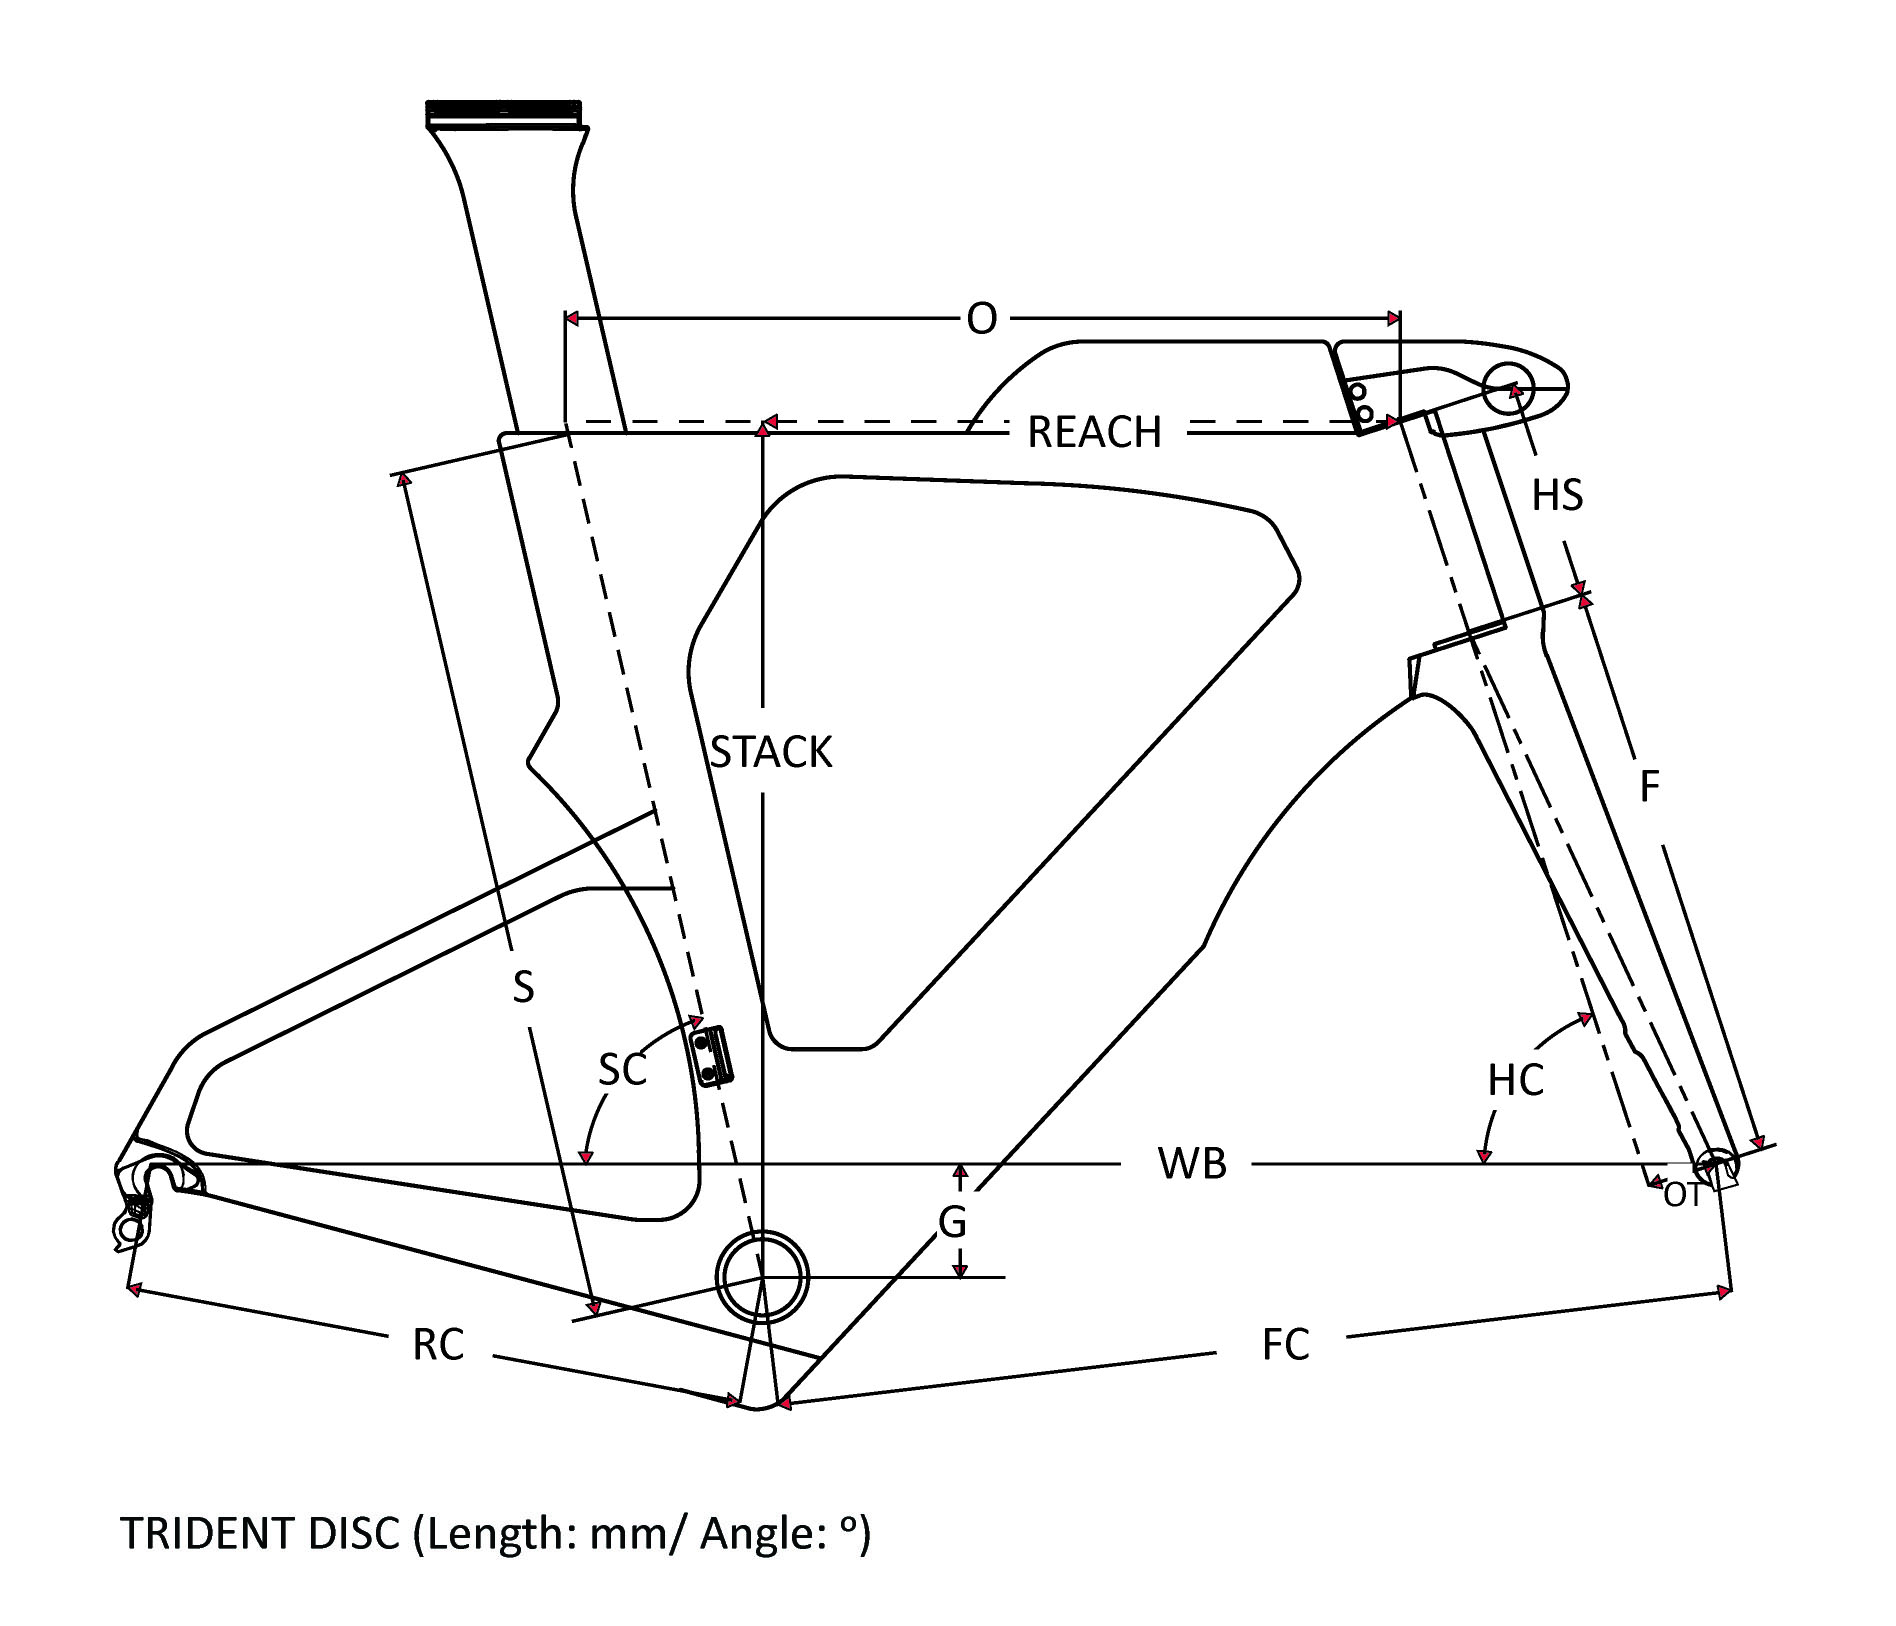 O
REACH
HS
STACK
F
S
SC
HC
WB
OT
G
RC
FC
TRIDENT DISC (Length: mm/ Angle: º)